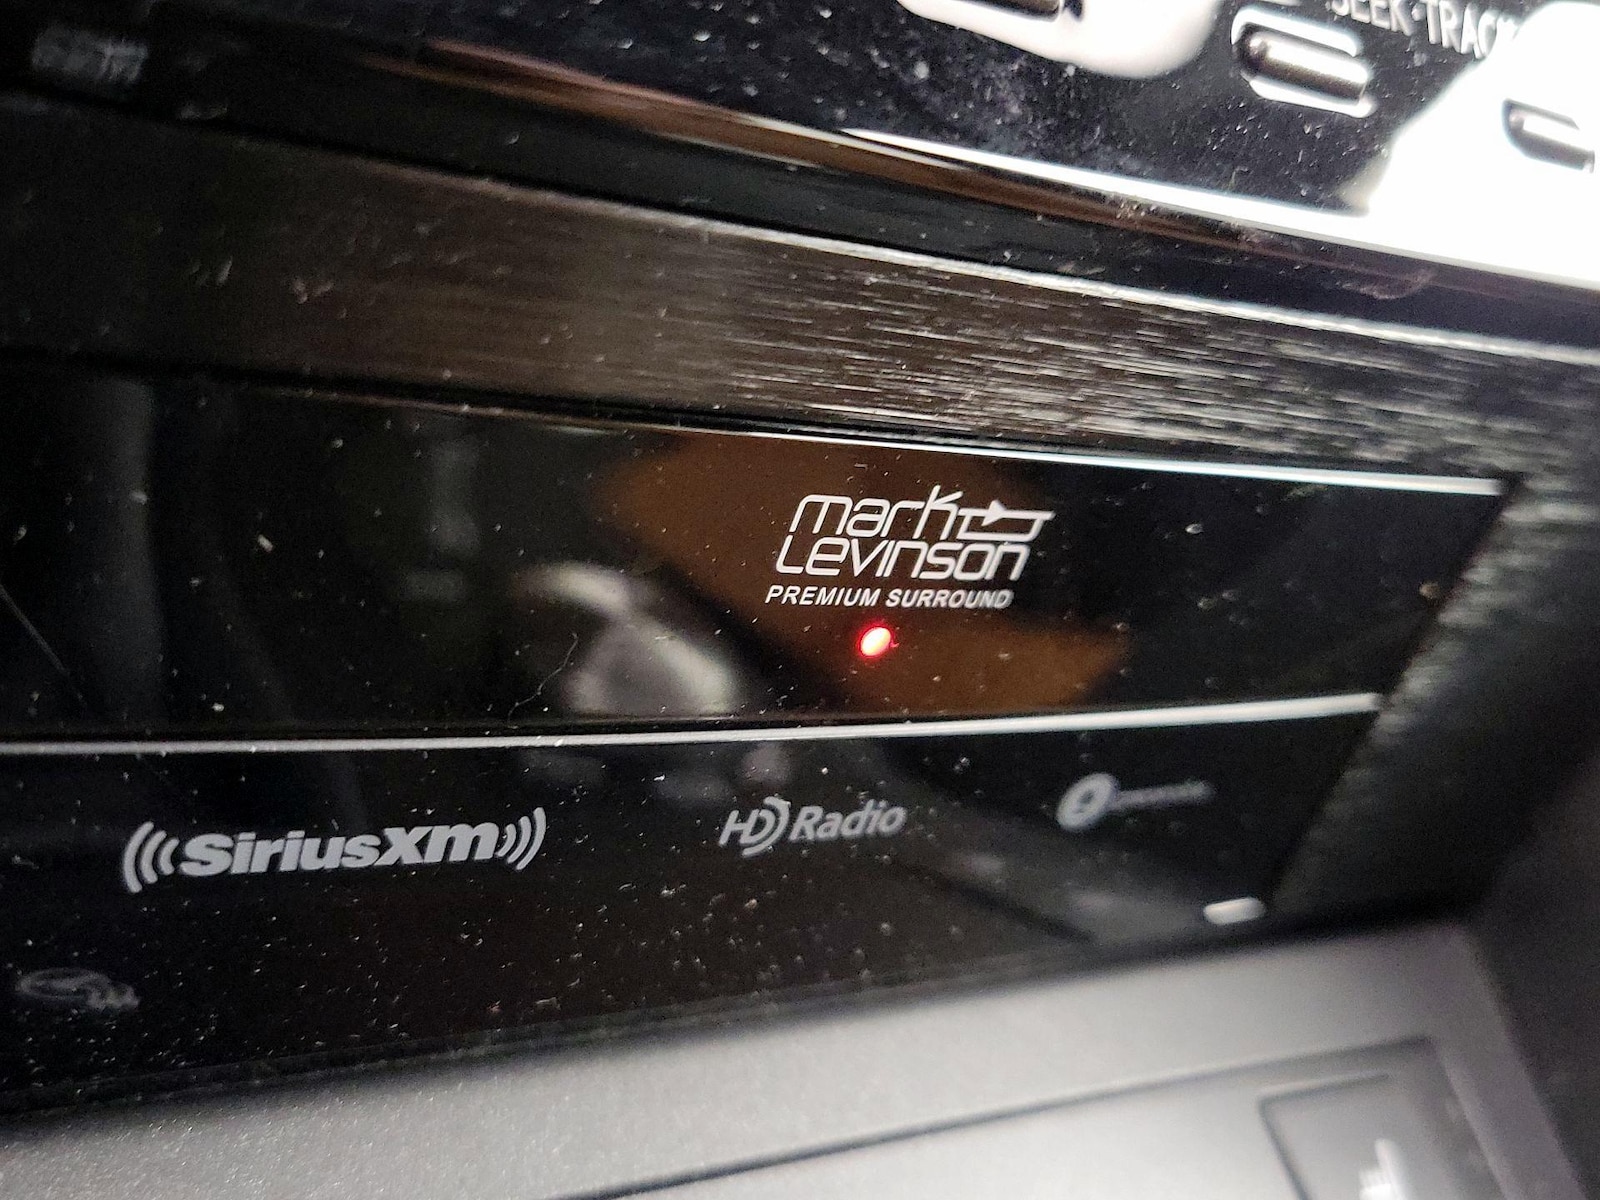 SEEK·TRACK
mark
Levinson
PREMIUM SURROUND
SiriusXm
HD Radio